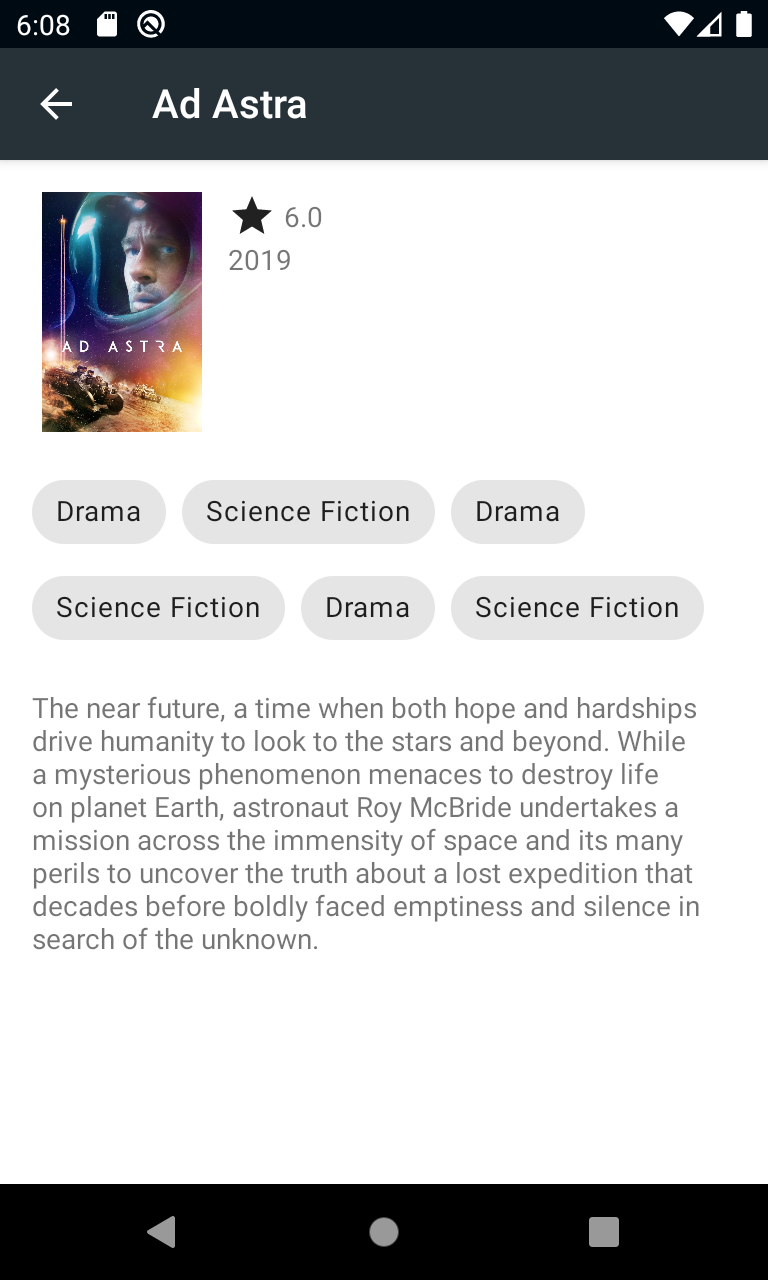 6:08
Ad Astra
6.0
2019
AD ASTRA
Drama
Science Fiction
Drama
Science Fiction
Drama
Science Fiction
The near future, a time when both hope and hardships
drive humanity to look to the stars and beyond. While
a mysterious phenomenon menaces to destroy life
on planet Earth, astronaut Roy McBride undertakes a
mission across the immensity of space and its many
perils to uncover the truth about a lost expedition that
decades before boldly faced emptiness and silence in
search of the unknown.